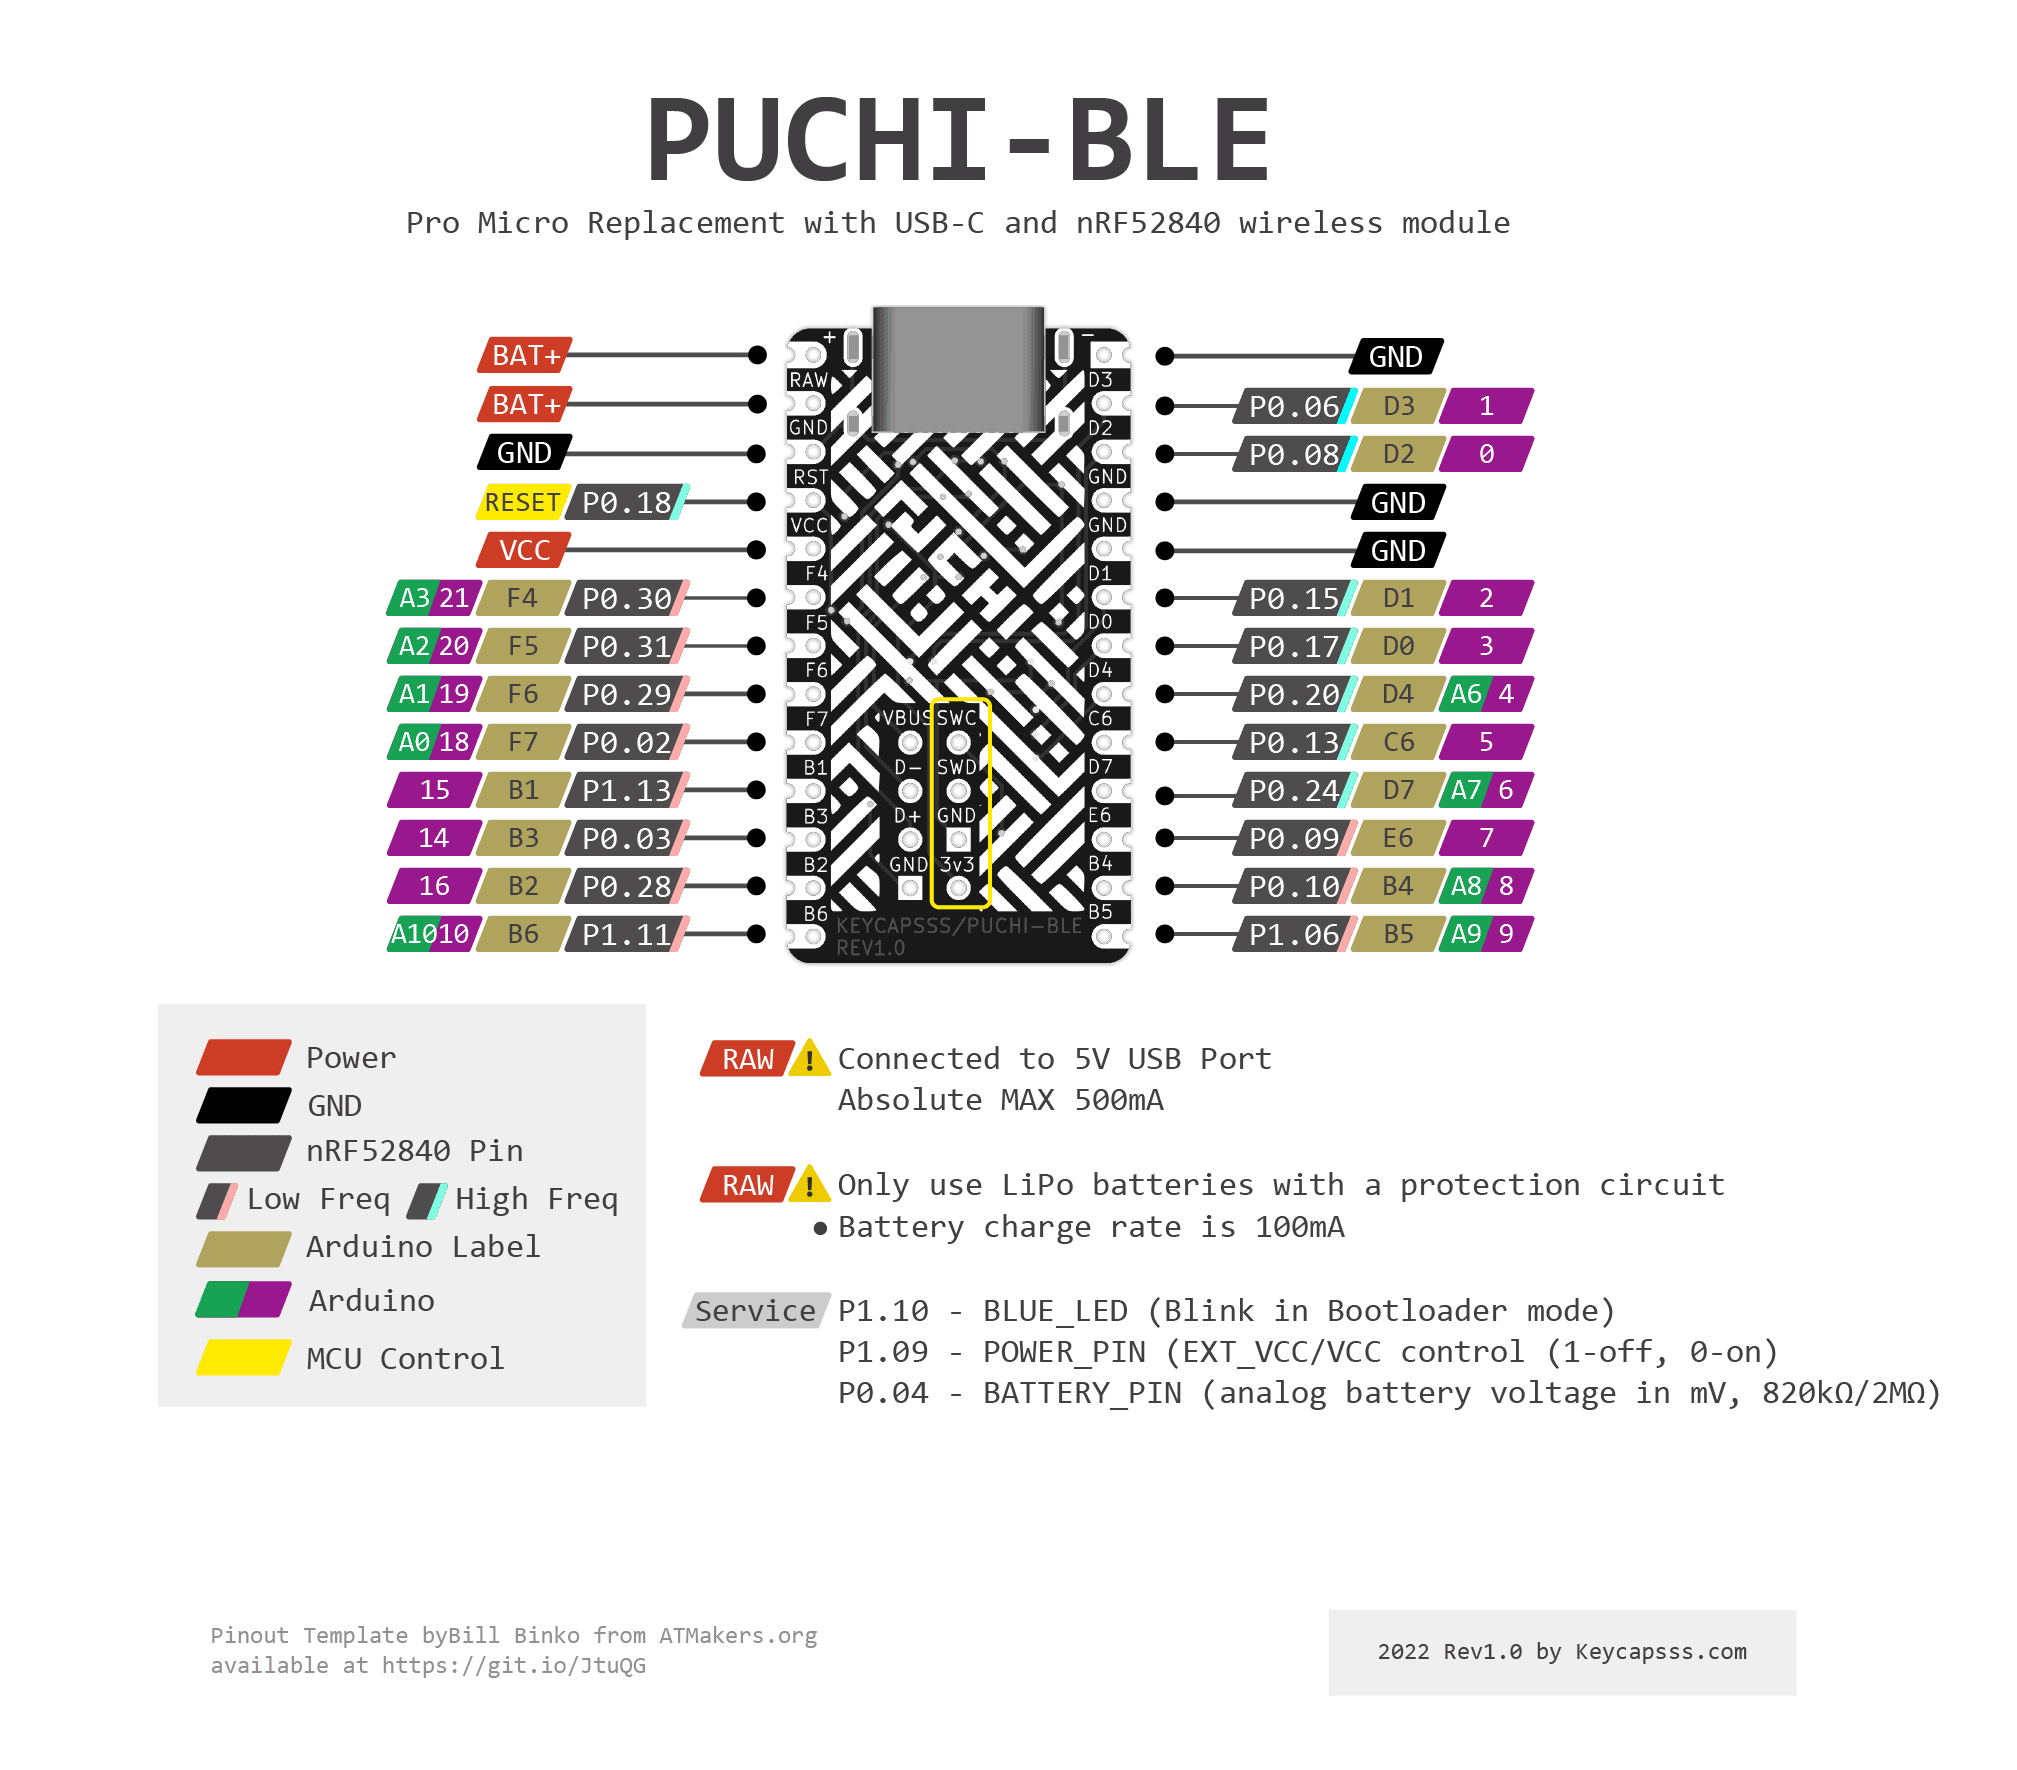 PUCHI-BLE
Pro Micro Replacement with USB-C and nRF52840 wireless module
BAT+
BAT+
GND
RESET P0.18
VCC
A3 21 F4 P0.30
A2 20 F5 P0.31
A1 19 F6 P0.29
A0 18 F7 P0.02
15 B1 P1.13
14 B3 P0.03
16 B2 P0.28
A10 10 B6 P1.11
+
RAW
GND
RST
VCC
F4
F5
F6
F7
B1
B3
B2
B6
VBUS SWC
D- SWD
D+ GND
GND 3v3
KEYCAPSSS/PUCHI-BLE
REV1.0
-
D3
D2
GND
GND
D1
D0
D4
C6
D7
E6
B4
B5
GND
P0.06 D3 1
P0.08 D2 0
GND
GND
P0.15 D1 2
P0.17 D0 3
P0.20 D4 A6 4
P0.13 C6 5
P0.24 D7 A7 6
P0.09 E6 7
P0.10 B4 A8 8
P1.06 B5 A9 9
Power
GND
nRF52840 Pin
Low Freq High Freq
Arduino Label
Arduino
MCU Control
RAW ! Connected to 5V USB Port
Absolute MAX 500mA
RAW ! Only use LiPo batteries with a protection circuit
● Battery charge rate is 100mA
Service P1.10 - BLUE_LED (Blink in Bootloader mode)
P1.09 - POWER_PIN (EXT_VCC/VCC control (1-off, 0-on)
P0.04 - BATTERY_PIN (analog battery voltage in mV, 820kΩ/2MΩ)
Pinout Template byBill Binko from ATMakers.org
available at https://git.io/JtuQG
2022 Rev1.0 by Keycapsss.com